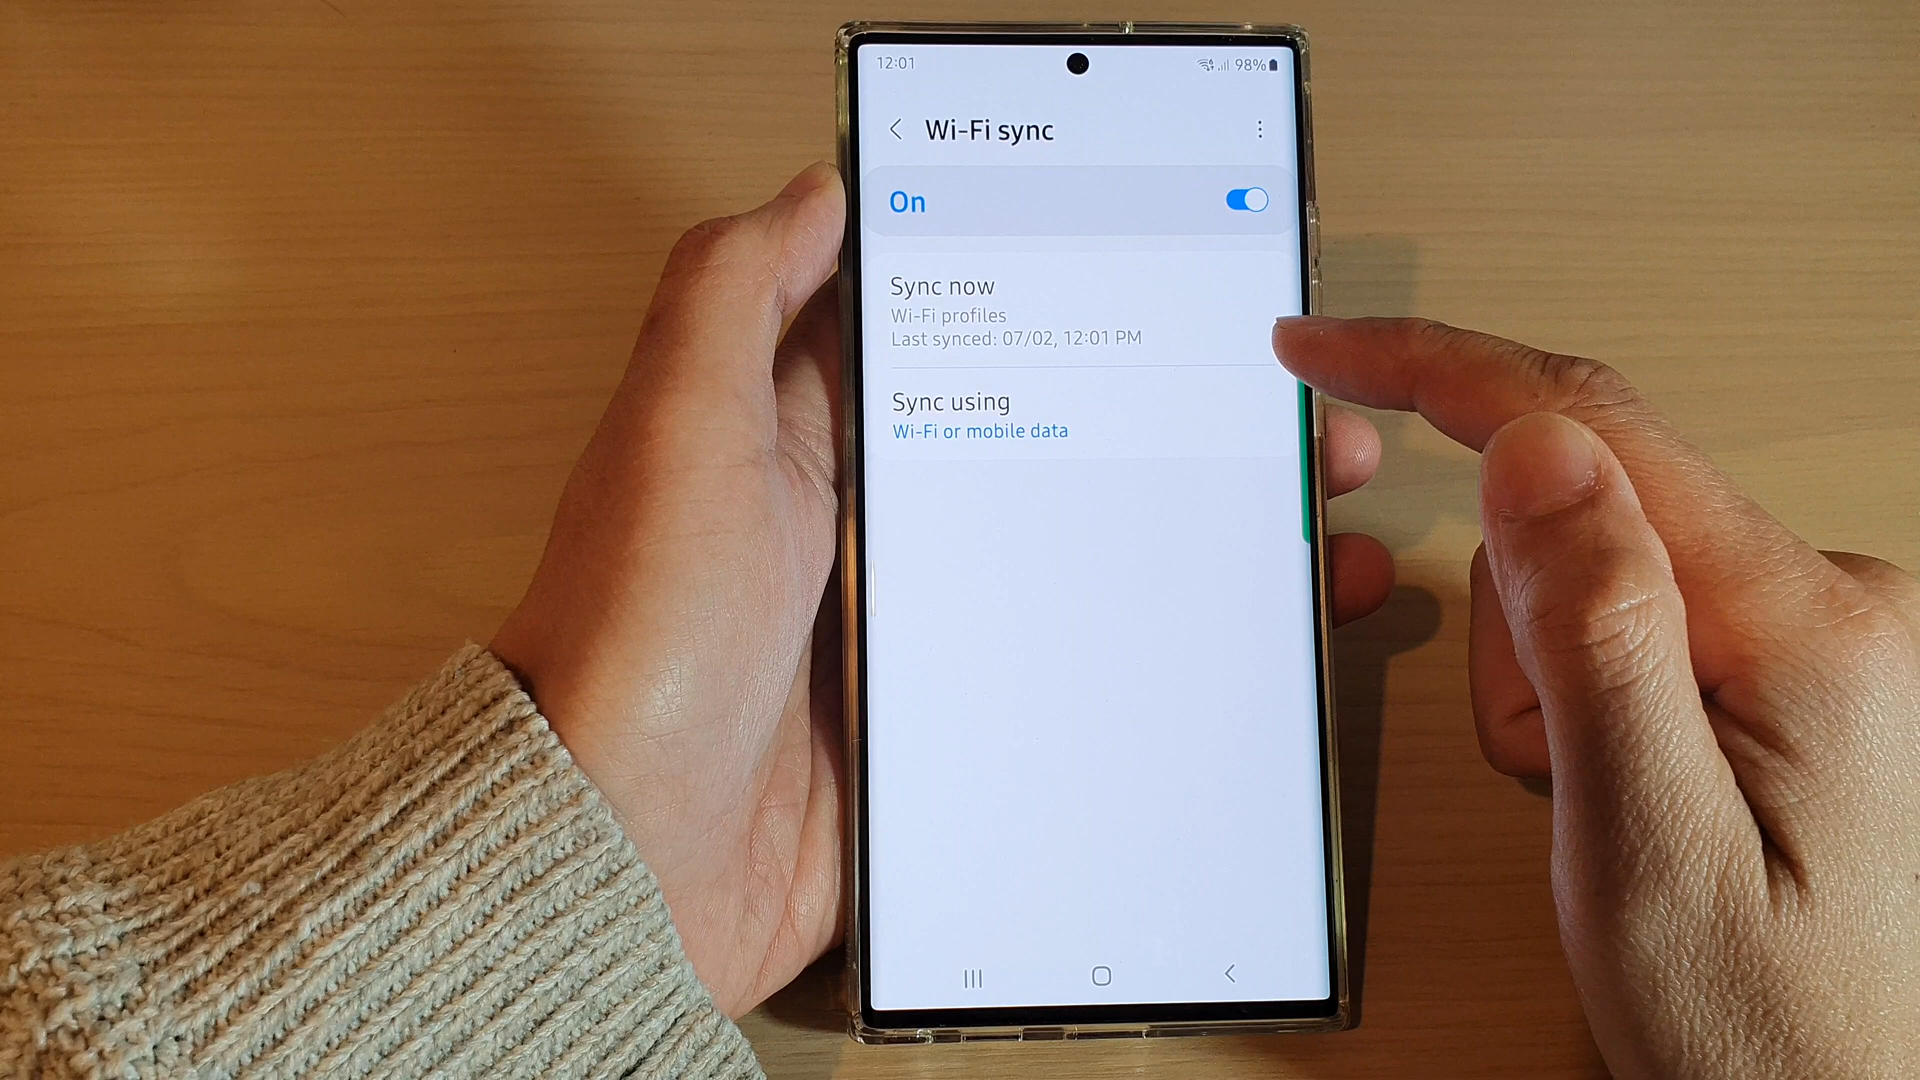 12:01
98%
Wi-Fi sync
On
Sync now
Wi-Fi profiles
Last synced: 07/02, 12:01 PM
Sync using
Wi-Fi or mobile data